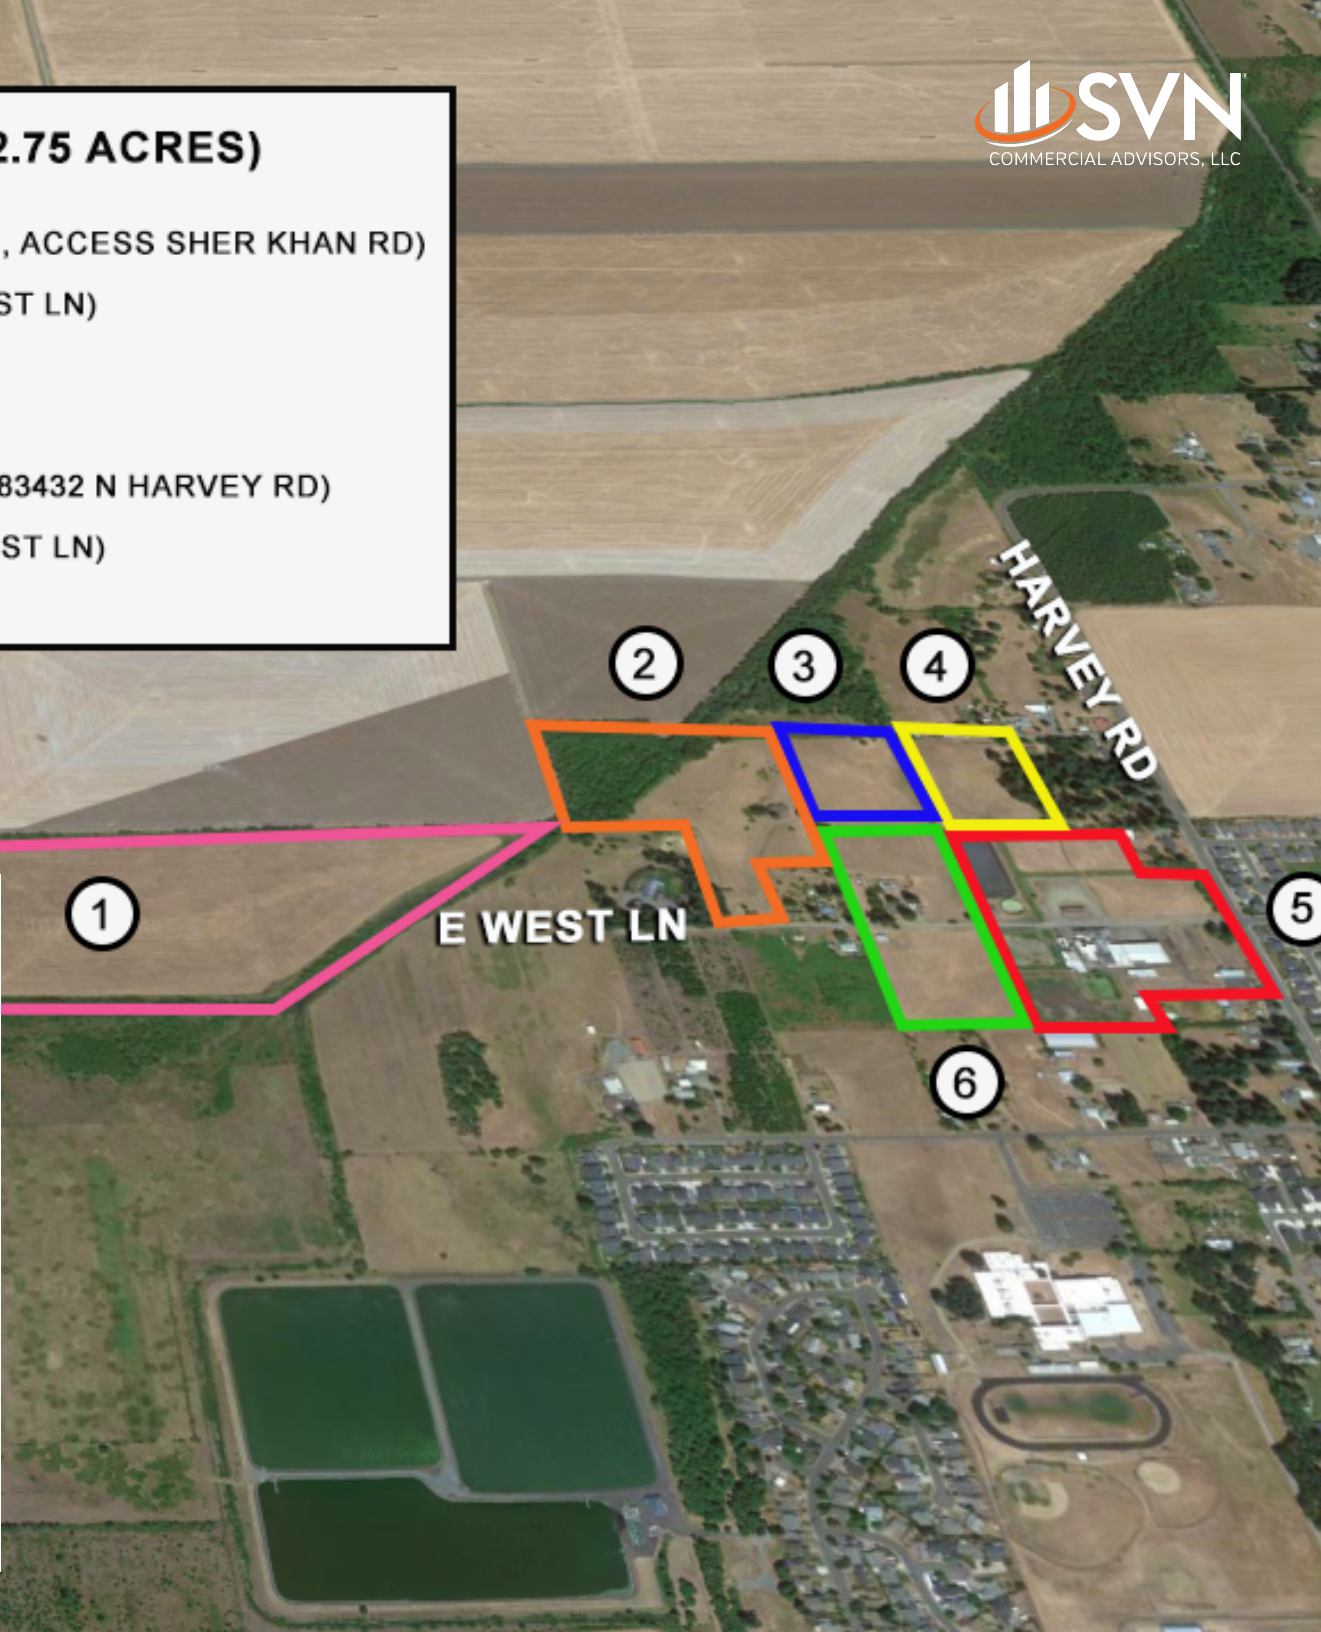 SVN
COMMERCIAL ADVISORS, LLC
2.75 ACRES)
, ACCESS SHER KHAN RD)
ST LN)
83432 N HARVEY RD)
ST LN)
HARVEY RD
2
3
4
1
5
E WEST LN
6